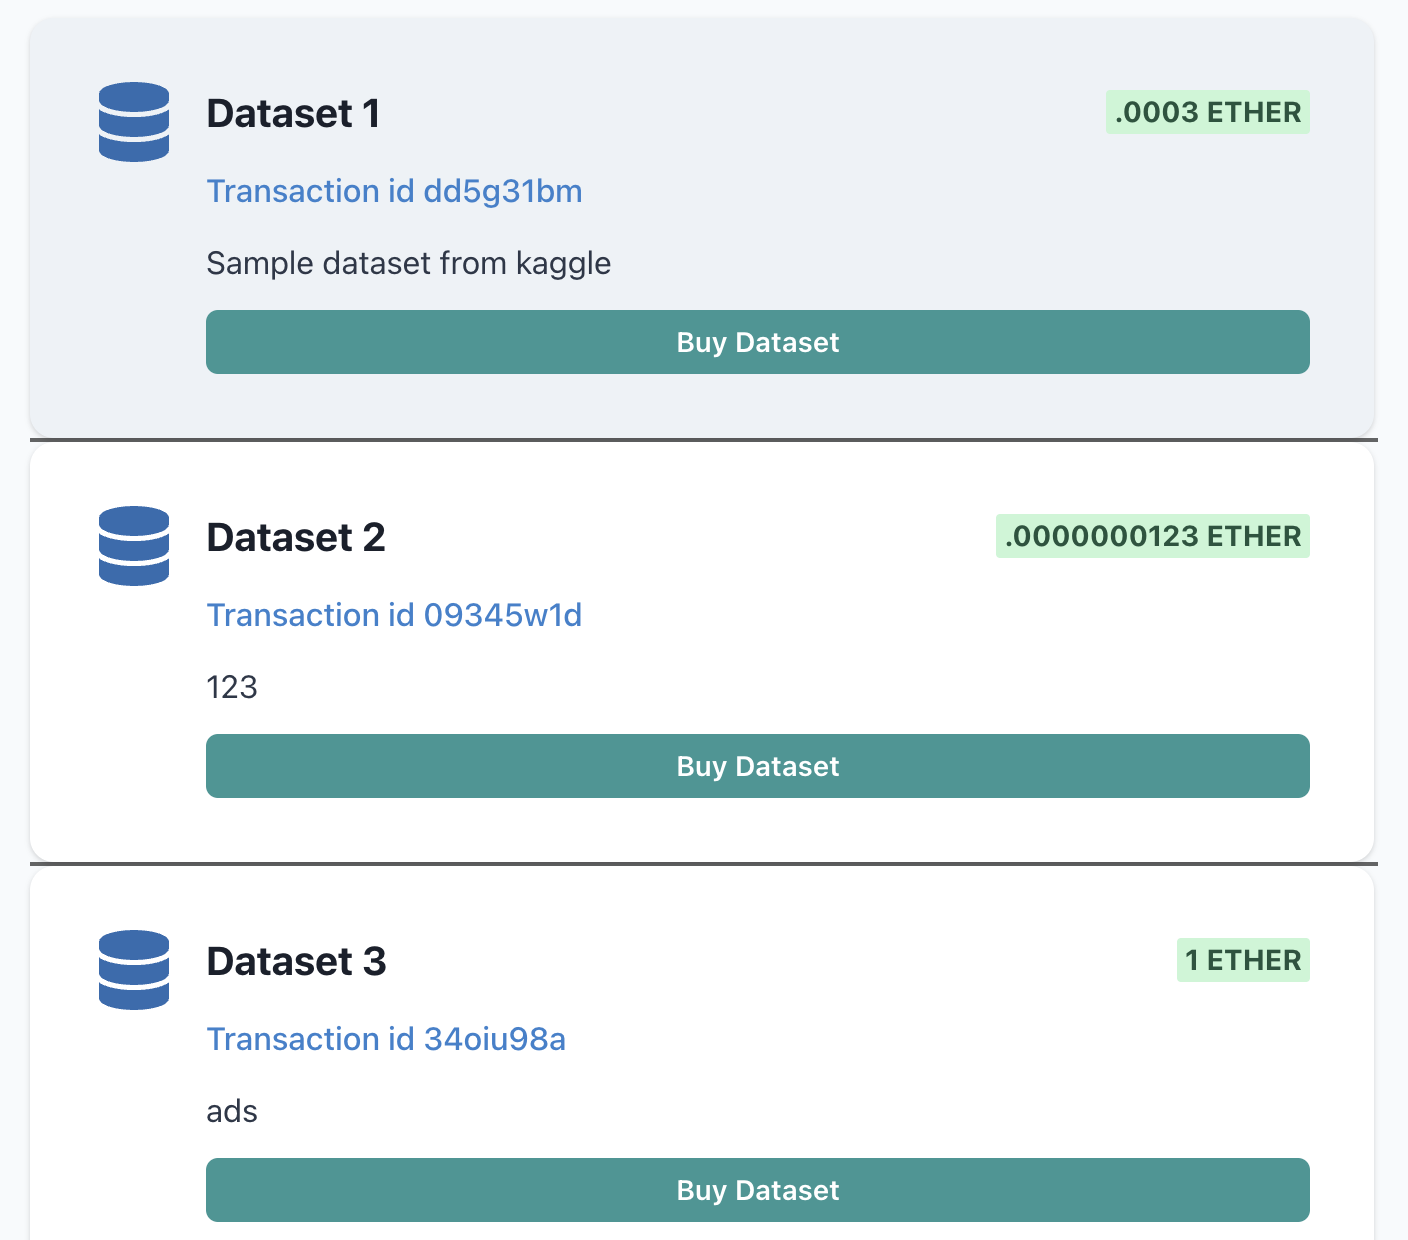 Dataset 1
.0003 ETHER
Transaction id dd5g31bm
Sample dataset from kaggle
Buy Dataset
Dataset 2
.0000000123 ETHER
Transaction id 09345w1d
123
Buy Dataset
Dataset 3
1 ETHER
Transaction id 34oiu98a
ads
Buy Dataset